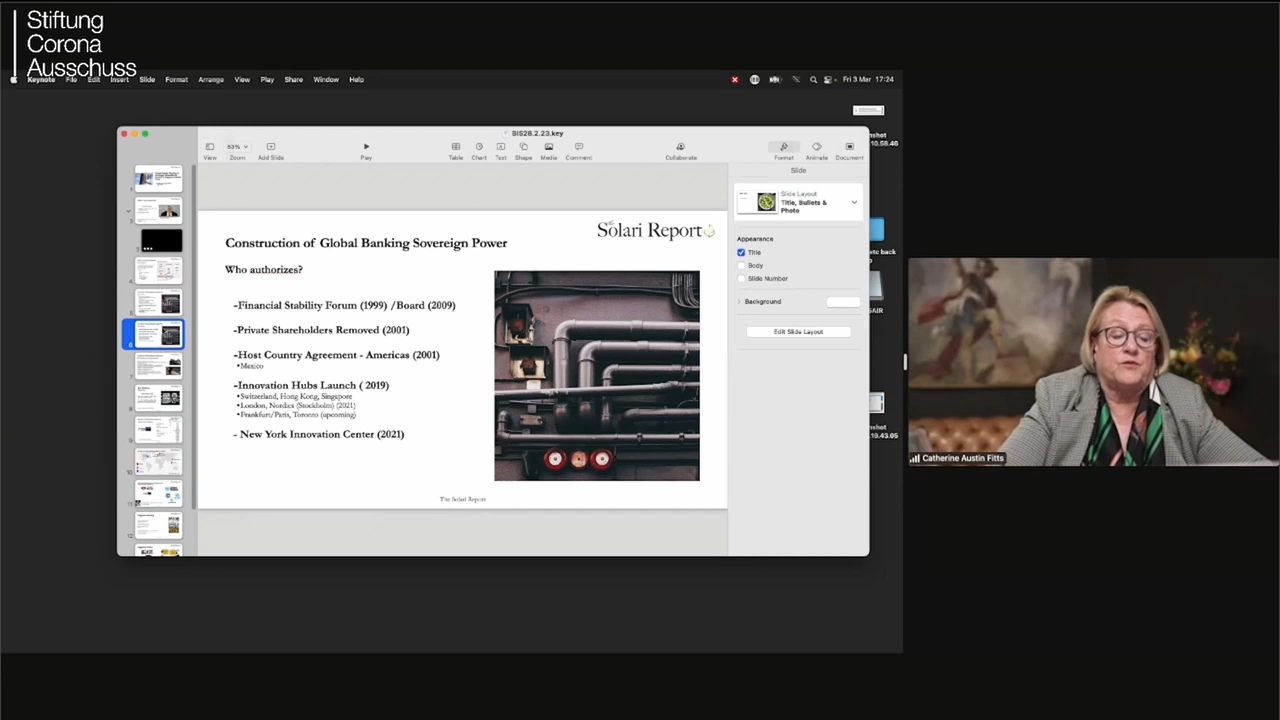 Stiftung
Corona
Ausschuss
Keynote File Edit Insert Slide Format Arrange View Play Share Window Help
Fri 3 Mar 17:24
BIS28.2.23.key
53%
View Zoom Add Slide
Play
Table Chart Text Shape Media Comment
Collaborate
Format Animate Document
Slide
Slide Layout
Title, Bullets &
Photo
Appearance
Title
Body
Slide Number
Background
Edit Slide Layout
The Solari Report
Construction of Global Banking Sovereign Power
Who authorizes?
-Financial Stability Forum (1999) /Board (2009)
-Private Shareholders Removed (2001)
-Host Country Agreement - Americas (2001)
•Mexico
-Innovation Hubs Launch ( 2019)
•Switzerland, Hong Kong, Singapore
•London, Nordics (Stockholm) (2021)
•Frankfurt/Paris, Toronto (upcoming)
- New York Innovation Center (2021)
The Solari Report
Catherine Austin Fitts